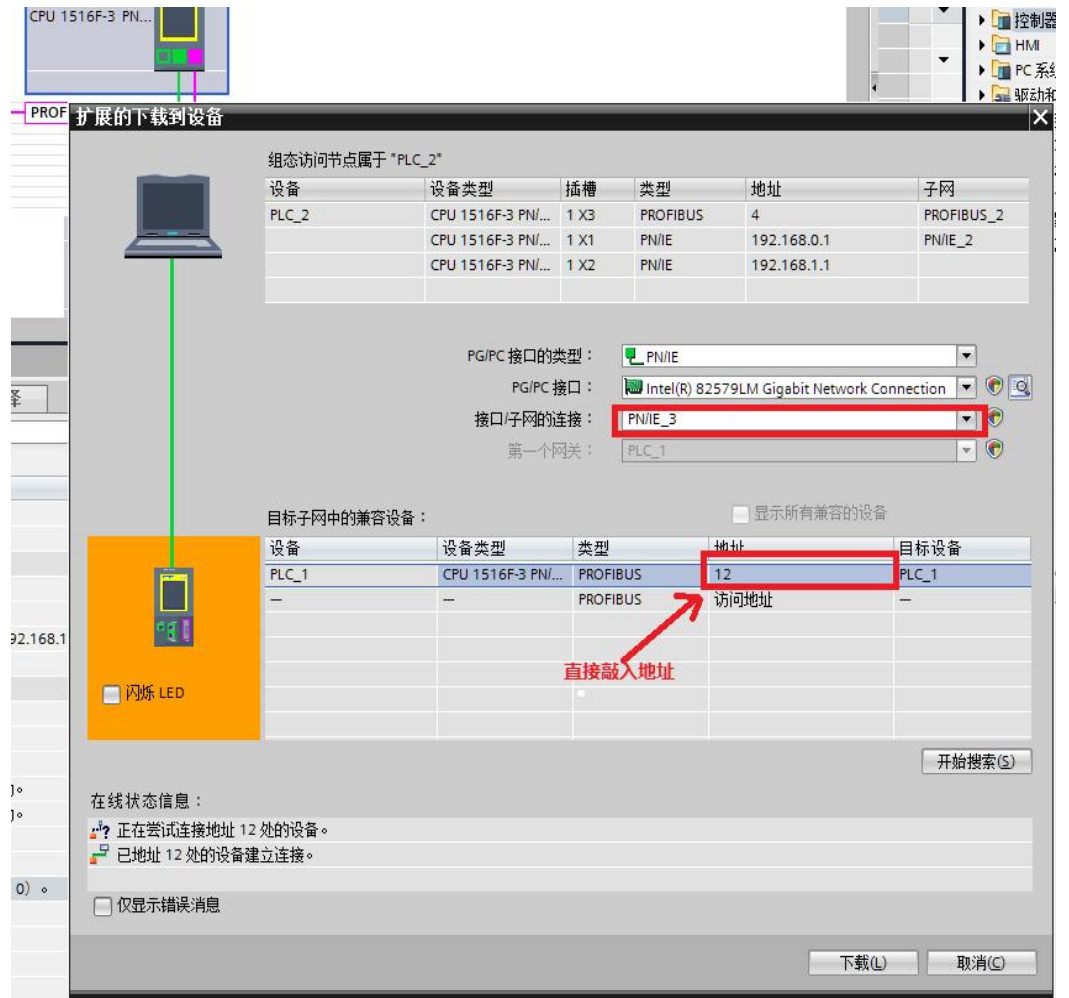 CPU 1516F-3 PN...
控制器
HMI
PC 系统
驱动和
PROF
扩展的下载到设备
组态访问节点属于 "PLC_2"
设备 设备类型 插槽 类型 地址 子网
PLC_2 CPU 1516F-3 PN/... 1 X3 PROFIBUS 4 PROFIBUS_2
CPU 1516F-3 PN/... 1 X1 PN/IE 192.168.0.1 PN/IE_2
CPU 1516F-3 PN/... 1 X2 PN/IE 192.168.1.1
PG/PC 接口的类型： PN/IE
PG/PC 接口： Intel(R) 82579LM Gigabit Network Connection
接口/子网的连接： PN/IE_3
第一个网关： PLC_1
目标子网中的兼容设备：
显示所有兼容的设备
设备 设备类型 类型 地址 目标设备
PLC_1 CPU 1516F-3 PN/... PROFIBUS 12 PLC_1
— — PROFIBUS 访问地址 —
92.168.1
直接敲入地址
闪烁 LED
开始搜索(S)
在线状态信息：
正在尝试连接地址 12 处的设备。
已地址 12 处的设备建立连接。
0）。
仅显示错误消息
下载(L) 取消(C)